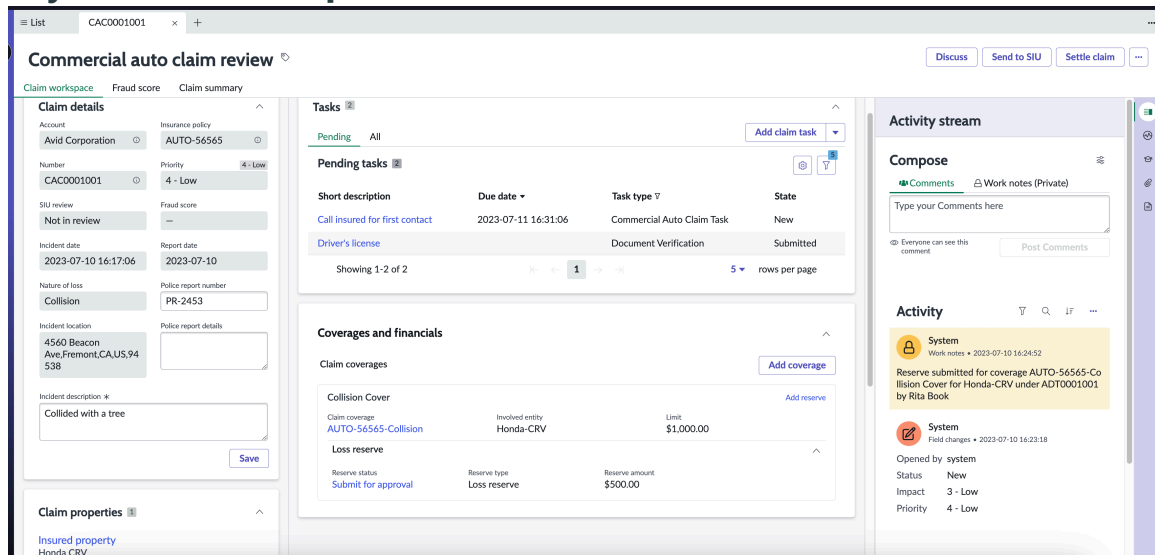 List
CAC0001001
Commercial auto claim review
Discuss
Send to SIU
Settle claim
Claim workspace
Fraud score
Claim summary
Claim details
Account
Insurance policy
Avid Corporation
AUTO-56565
Number
Priority
4 - Low
CAC0001001
4 - Low
SIU review
Fraud score
Not in review
—
Incident date
Report date
2023-07-10 16:17:06
2023-07-10
Nature of loss
Police report number
Collision
PR-2453
Incident location
Police report details
4560 Beacon
Ave,Fremont,CA,US,94
538
Incident description *
Collided with a tree
Save
Claim properties 1
Insured property
Honda CRV
Tasks 2
Pending
All
Add claim task
Pending tasks 2
5
Short description
Due date
Task type
State
Call insured for first contact
2023-07-11 16:31:06
Commercial Auto Claim Task
New
Driver's license
Document Verification
Submitted
Showing 1-2 of 2
1
5
rows per page
Coverages and financials
Claim coverages
Add coverage
Collision Cover
Add reserve
Claim coverage
Involved entity
Limit
AUTO-56565-Collision
Honda-CRV
$1,000.00
Loss reserve
Reserve status
Reserve type
Reserve amount
Submit for approval
Loss reserve
$500.00
Activity stream
Compose
Comments
Work notes (Private)
Type your Comments here
Everyone can see this
comment
Post Comments
Activity
System
Work notes • 2023-07-10 16:24:52
Reserve submitted for coverage AUTO-56565-Co
llision Cover for Honda-CRV under ADT0001001
by Rita Book
System
Field changes • 2023-07-10 16:23:18
Opened by system
Status New
Impact 3 - Low
Priority 4 - Low